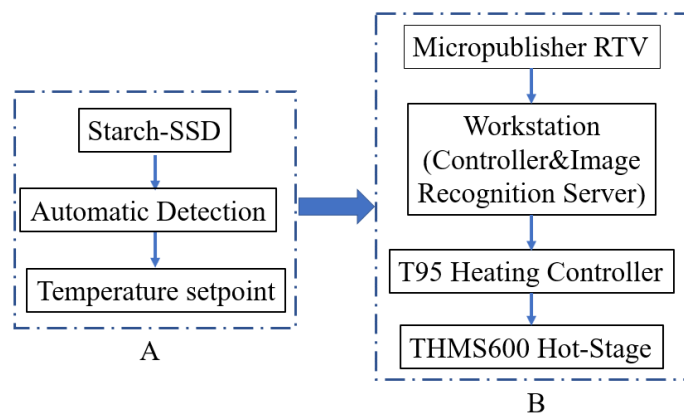 Starch-SSD
Automatic Detection
Temperature setpoint
A
Micropublisher RTV
Workstation
(Controller&Image
Recognition Server)
T95 Heating Controller
THMS600 Hot-Stage
B